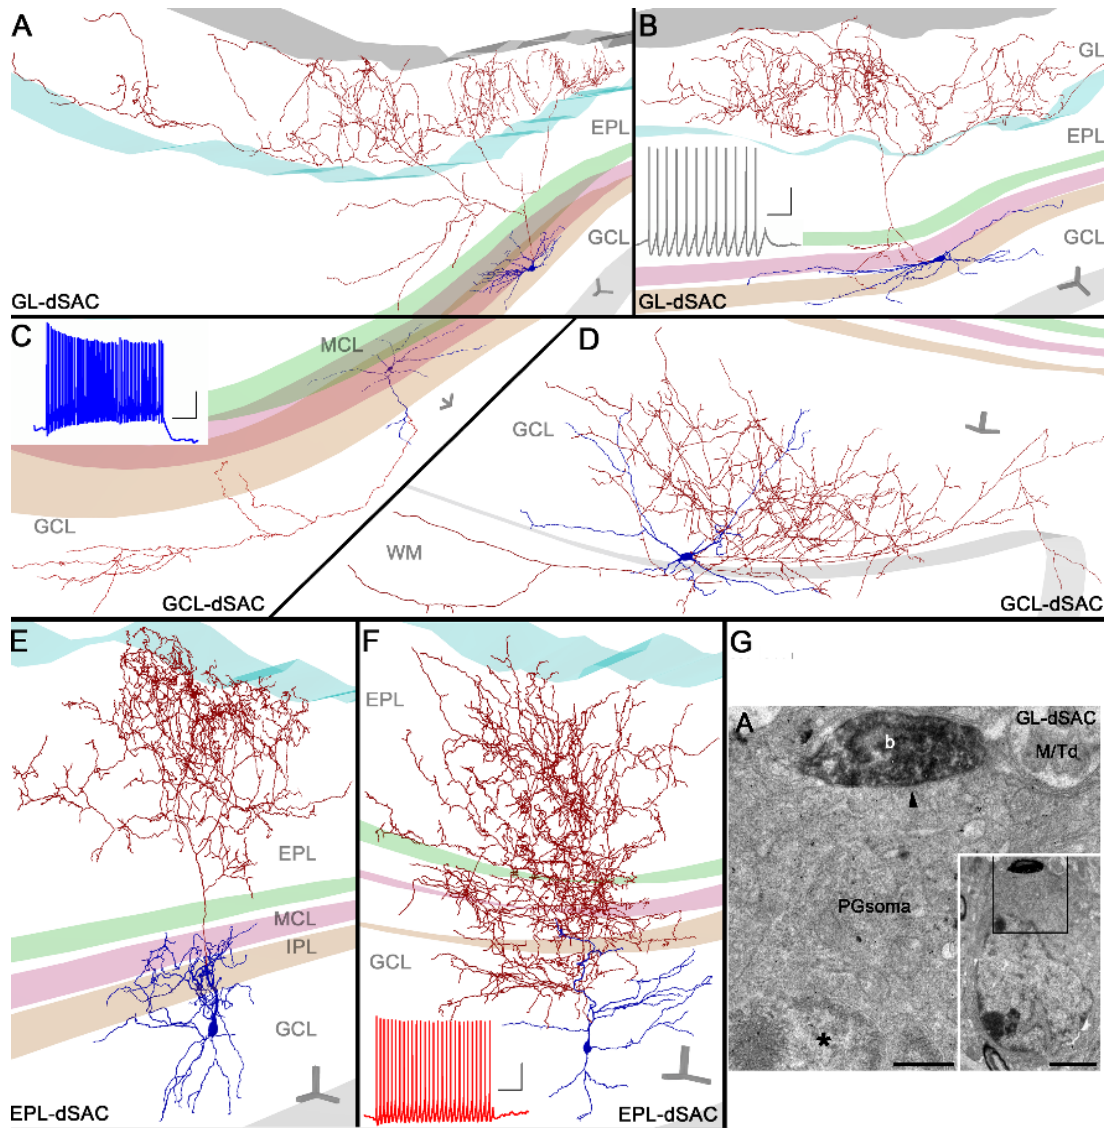 A
EPL
GCL
GL-dSAC
B
GL
EPL
GCL
GL-dSAC
C
MCL
GCL
GCL-dSAC
D
GCL
WM
GCL-dSAC
E
EPL
MCL
IPL
GCL
EPL-dSAC
F
EPL
GCL
EPL-dSAC
G
A
GL-dSAC
b
M/Td
PGsoma
*